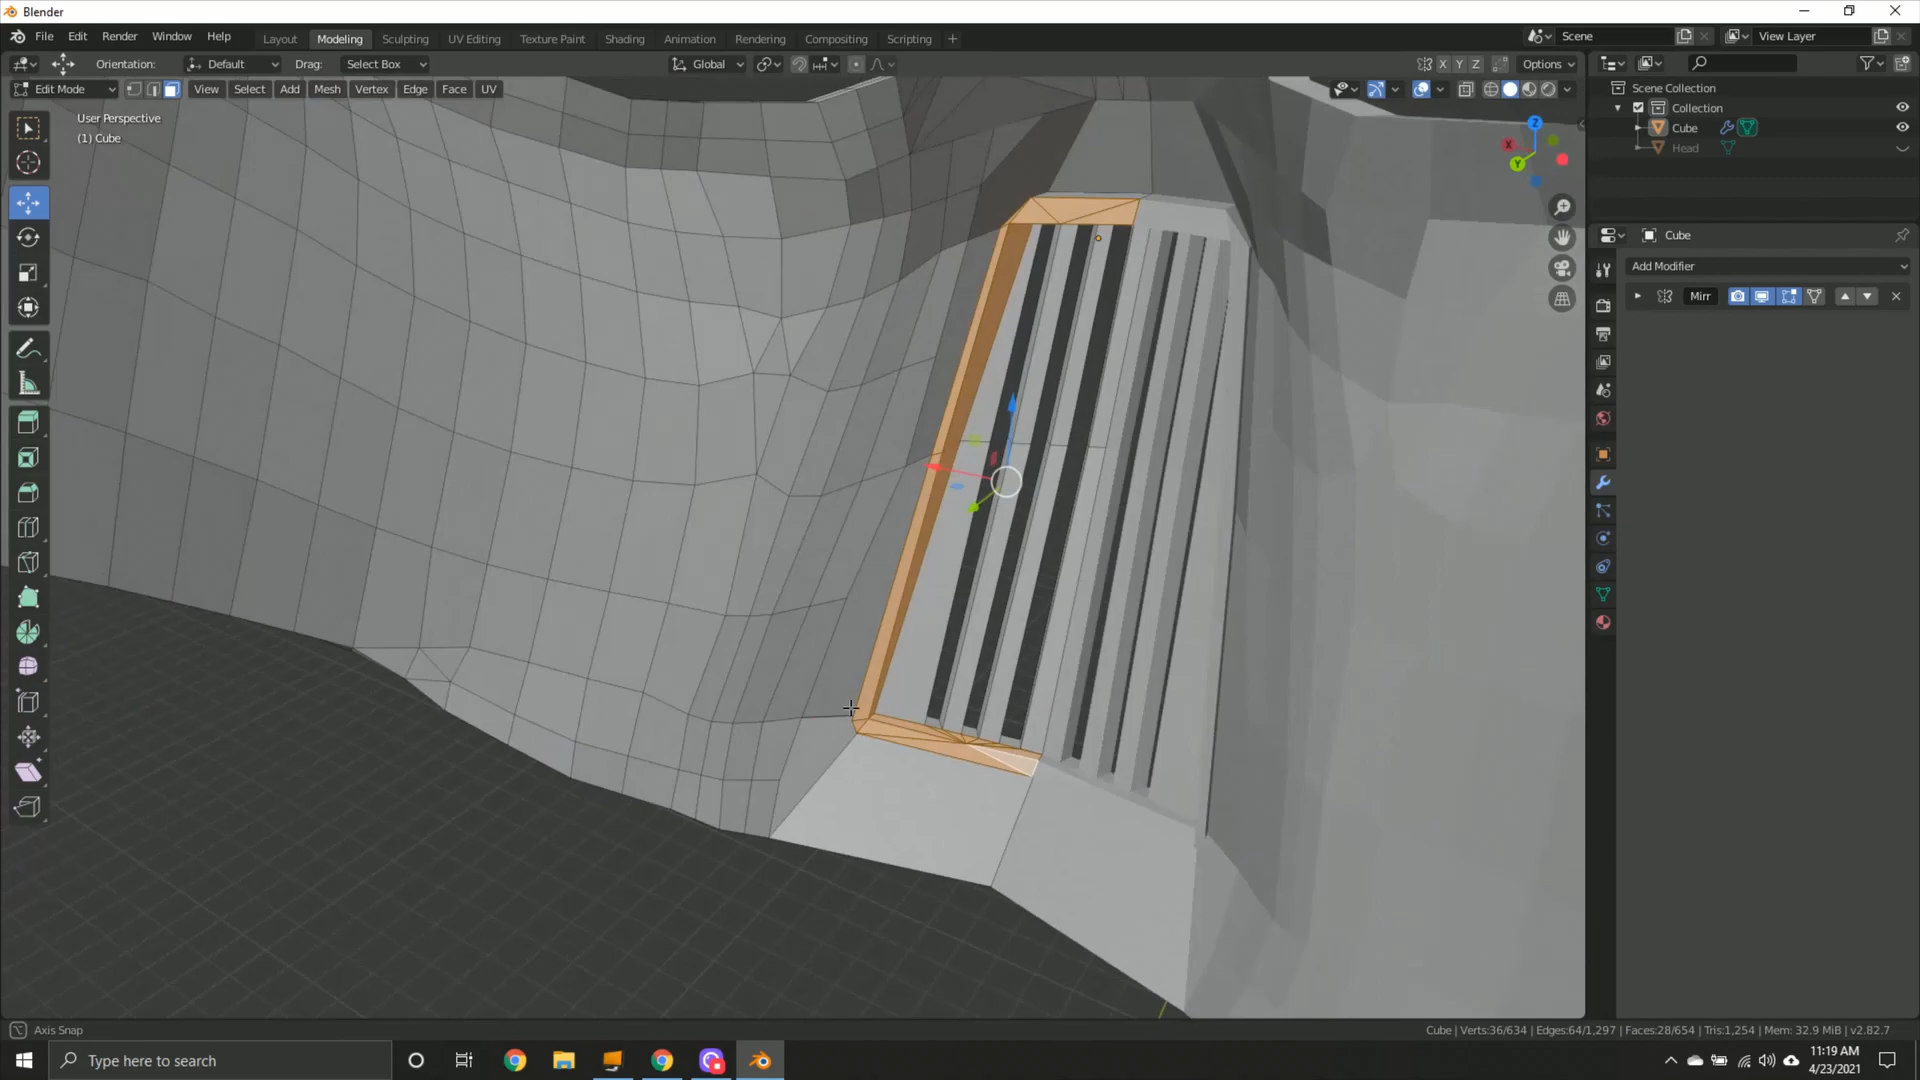 Blender
File Edit Render Window Help
Layout Modeling Sculpting UV Editing Texture Paint Shading Animation Rendering Compositing Scripting +
Scene View Layer
Orientation: Default Drag: Select Box Global X Y Z Options
Edit Mode View Select Add Mesh Vertex Edge Face UV
User Perspective
(1) Cube
Z
X
Y
Scene Collection
Collection
Cube
Head
Cube
Add Modifier
Mirr
Axis Snap
Cube | Verts:36/634 | Edges:64/1,297 | Faces:28/654 | Tris:1,254 | Mem: 32.9 MiB | v2.82.7
Type here to search
11:19 AM
4/23/2021